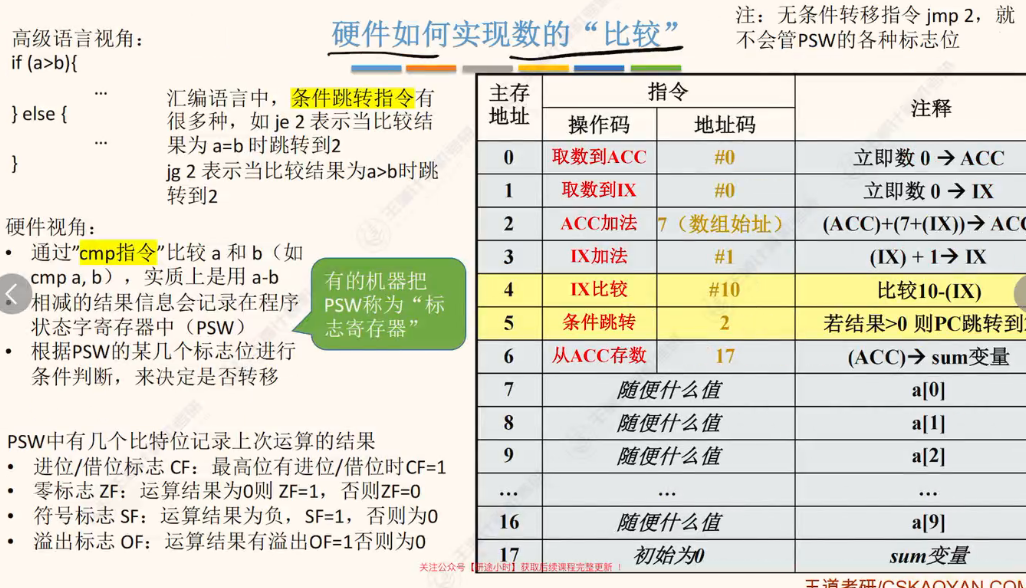 硬件如何实现数的“比较”
注：无条件转移指令 jmp 2，就
不会管PSW的各种标志位
高级语言视角：
if (a>b){
...
} else {
...
}
汇编语言中，条件跳转指令有
很多种，如 je 2 表示当比较结
果为 a=b 时跳转到2
jg 2 表示当比较结果为a>b时跳
转到2
硬件视角：
• 通过”cmp指令”比较 a 和 b（如
cmp a, b），实质上是用 a-b
• 相减的结果信息会记录在程序
状态字寄存器中（PSW）
• 根据PSW的某几个标志位进行
条件判断，来决定是否转移
有的机器把
PSW称为“标
志寄存器”
PSW中有几个比特位记录上次运算的结果
• 进位/借位标志 CF：最高位有进位/借位时CF=1
• 零标志 ZF：运算结果为0则 ZF=1，否则ZF=0
• 符号标志 SF：运算结果为负，SF=1，否则为0
• 溢出标志 OF：运算结果有溢出OF=1否则为0
主存地址 指令 注释
操作码 地址码
0 取数到ACC #0 立即数 0 → ACC
1 取数到IX #0 立即数 0 → IX
2 ACC加法 7（数组始址） (ACC)+(7+(IX))→ ACC
3 IX加法 #1 (IX) + 1→ IX
4 IX比较 #10 比较10-(IX)
5 条件跳转 2 若结果>0 则PC跳转到2
6 从ACC存数 17 (ACC)→ sum变量
7 随便什么值 a[0]
8 随便什么值 a[1]
9 随便什么值 a[2]
... ... ...
16 随便什么值 a[9]
17 初始为0 sum变量
关注公众号【研途小时】获取后续课程完整更新 ！
王道考研/CSKAOYAN.COM